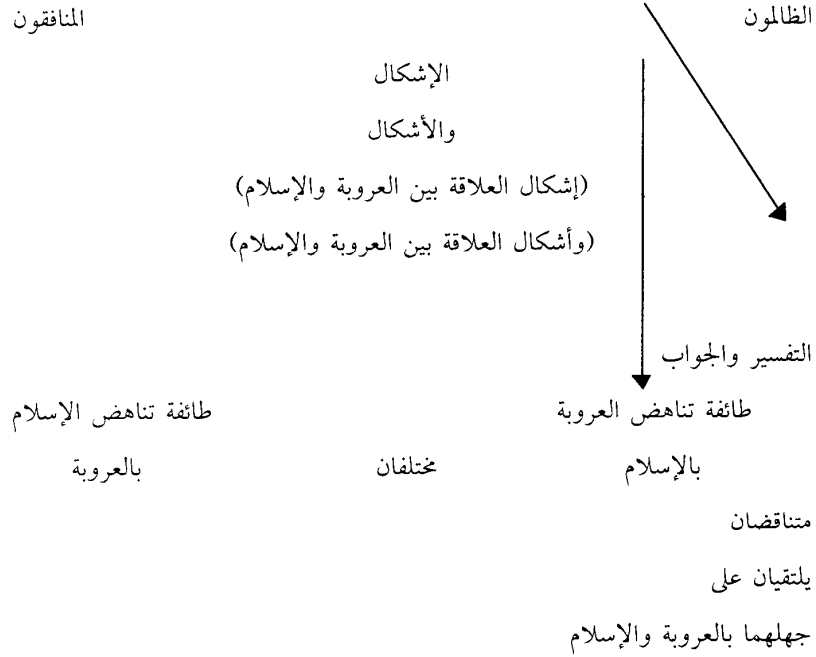 الظالمون المنافقون
الإشكال
والأشكال
(إشكال العلاقة بين العروبة والإسلام)
(وأشكال العلاقة بين العروبة والإسلام)
التفسير والجواب
طائفة تناهض العروبة طائفة تناهض الإسلام
بالإسلام مختلفان بالعروبة
متناقضان
يلتقيان على
جهلهما بالعروبة والإسلام